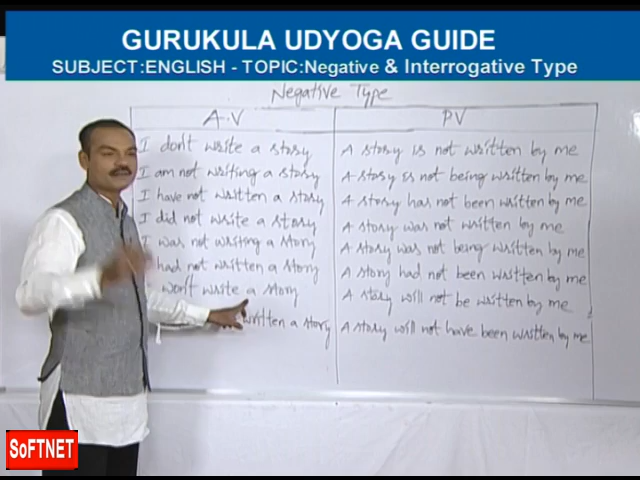 GURUKULA UDYOGA GUIDE
SUBJECT:ENGLISH - TOPIC:Negative & Interrogative Type
Negative Type
A.V PV
I don't write a story A story is not written by me
I am not writing a story A story is not being written by me
I have not written a story A story has not been written by me
I did not write a story A story was not written by me
I was not writing a story A story was not being written by me
had not written a story A story had not been written by me
won't write a story A story will not be written by me
written a story A story will not have been written by me
SoFTNET